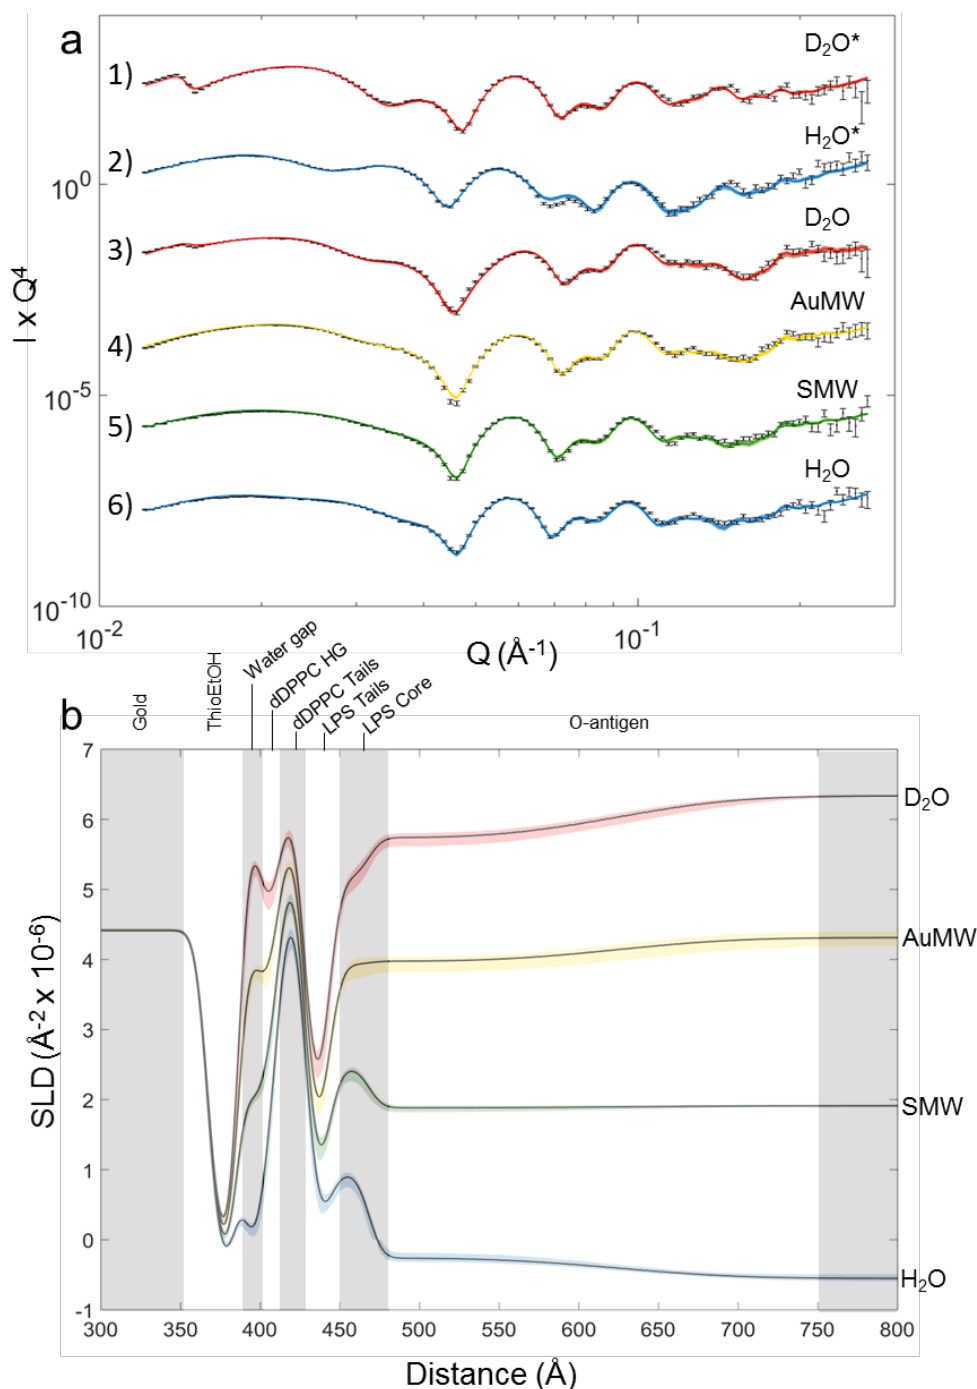 a
D₂O*
1)
H₂O*
2)
10⁰
D₂O
3)
I x Q⁴
AuMW
4)
10⁻⁵
SMW
5)
H₂O
6)
10⁻¹⁰
10⁻² 10⁻¹
Q (Å⁻¹)
b
Gold
ThioEtOH
Water gap
dDPPC HG
dDPPC Tails
LPS Tails
LPS Core
O-antigen
7
6
5
4
3
2
1
0
-1
SLD (Å⁻² x 10⁻⁶)
D₂O
AuMW
SMW
H₂O
300 350 400 450 500 550 600 650 700 750 800
Distance (Å)